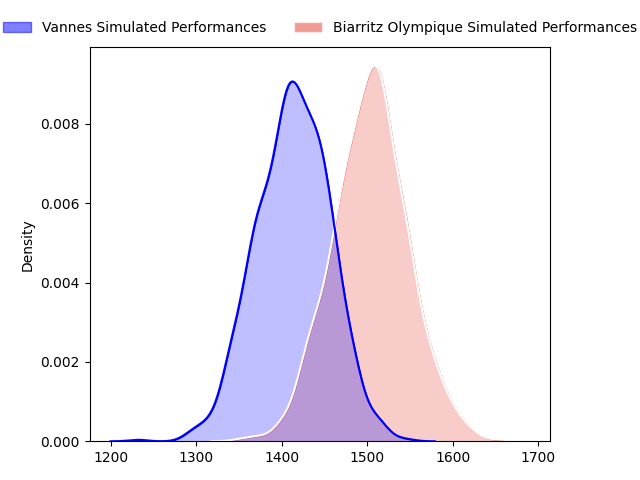 Vannes Simulated Performances
Biarritz Olympique Simulated Performances
Density
0.008
0.006
0.004
0.002
0.000
1200 1300 1400 1500 1600 1700